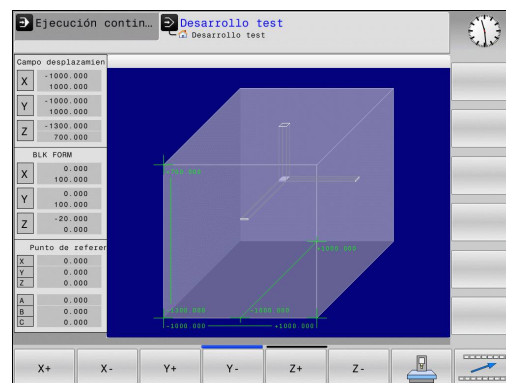 Ejecución contin... Desarrollo test
Desarrollo test
Campo desplazamien
X -1000.000
1000.000
Y -1000.000
1000.000
Z -1300.000
700.000
BLK FORM
X 0.000
100.000
Y 0.000
100.000
Z -20.000
0.000
Punto de referen
X 0.000
Y 0.000
Z 0.000
A 0.000
B 0.000
C 0.000
+700.000
+1000.000
-1300.000 -1000.000
-1000.000 +1000.000
X+ X- Y+ Y- Z+ Z-